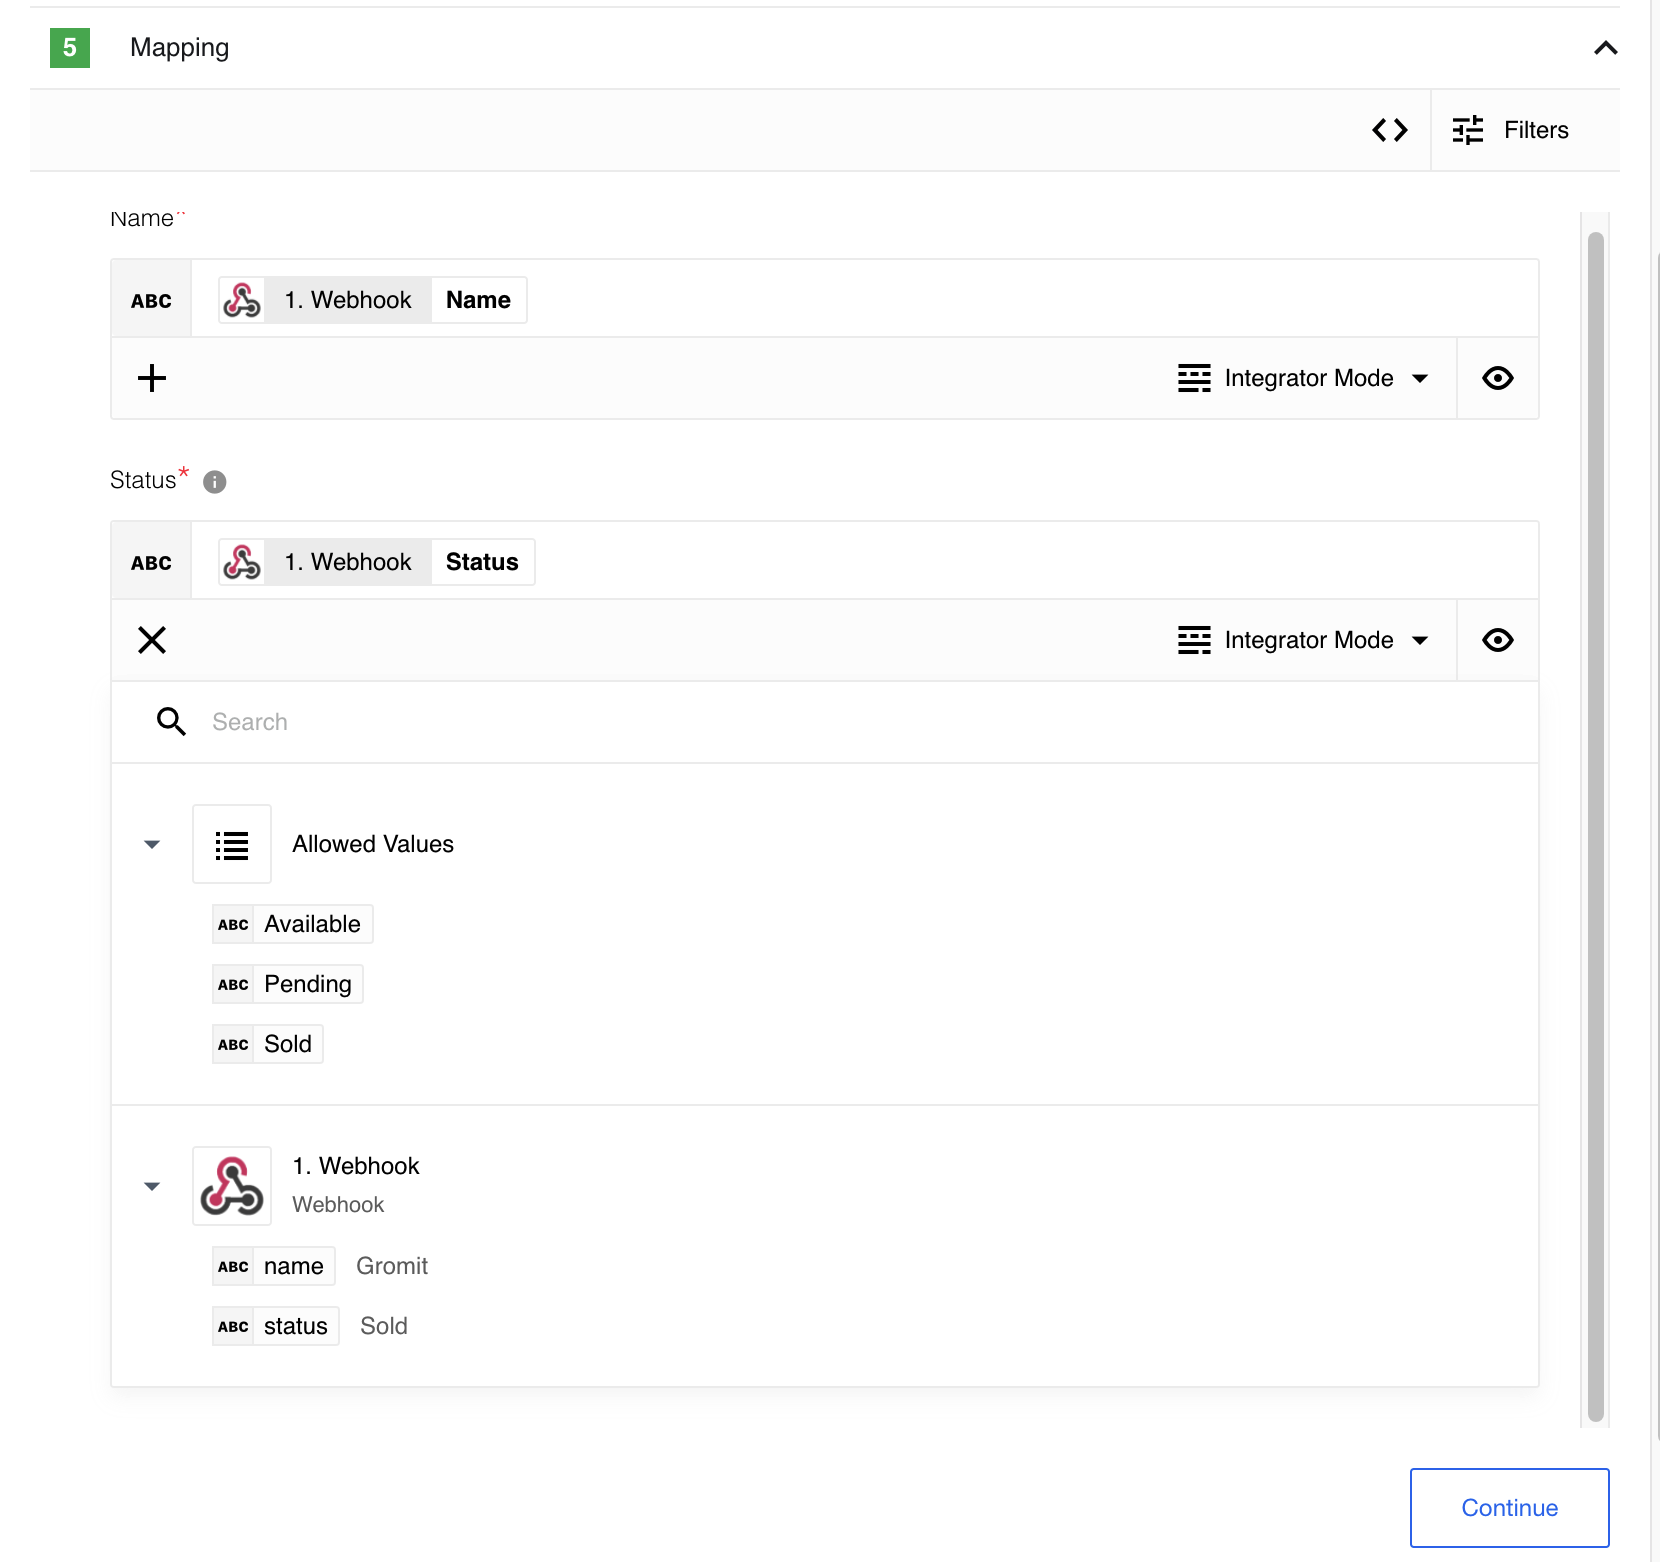 5 Mapping
Filters
Name*
ABC 1. Webhook Name
Integrator Mode
Status*
ABC 1. Webhook Status
Integrator Mode
Search
Allowed Values
ABC Available
ABC Pending
ABC Sold
1. Webhook
Webhook
ABC name Gromit
ABC status Sold
Continue